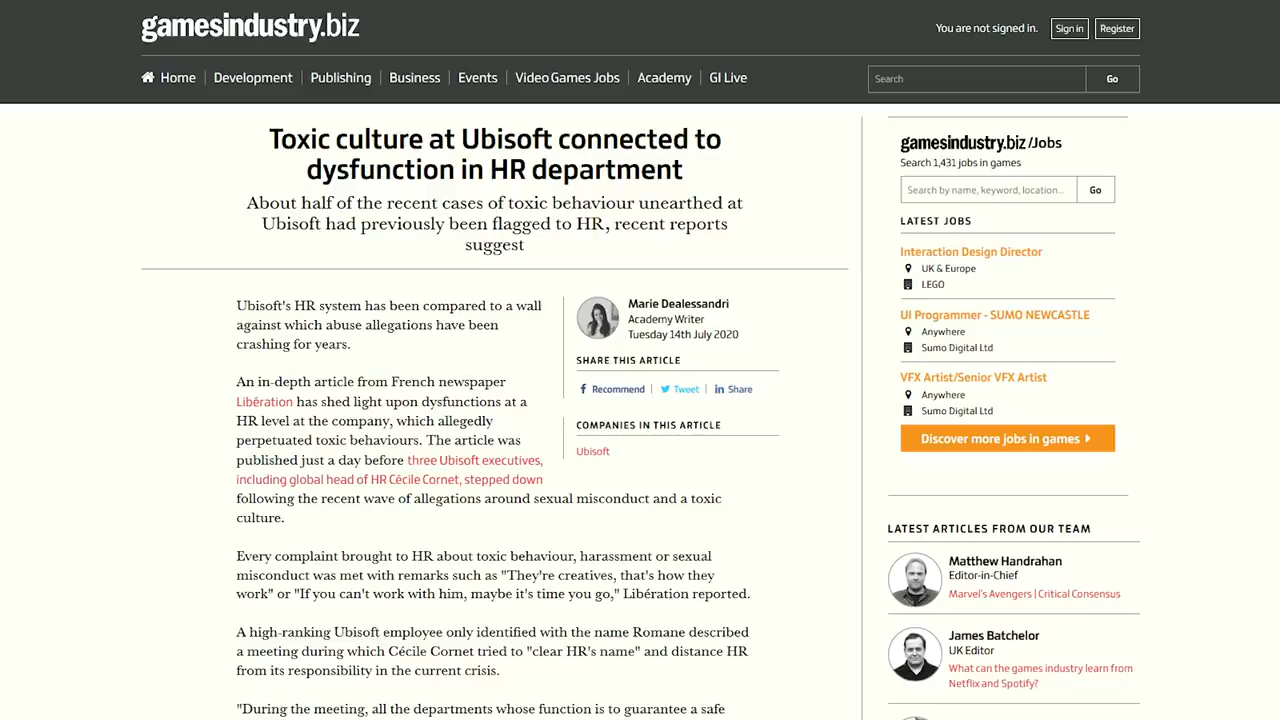 gamesindustry.biz
You are not signed in.
Sign in
Register
Home
Development
Publishing
Business
Events
Video Games Jobs
Academy
GI Live
Search
Go
Toxic culture at Ubisoft connected to
dysfunction in HR department
About half of the recent cases of toxic behaviour unearthed at
Ubisoft had previously been flagged to HR, recent reports
suggest
Ubisoft's HR system has been compared to a wall
against which abuse allegations have been
crashing for years.
An in-depth article from French newspaper
Libération has shed light upon dysfunctions at a
HR level at the company, which allegedly
perpetuated toxic behaviours. The article was
published just a day before three Ubisoft executives,
including global head of HR Cécile Cornet, stepped down
following the recent wave of allegations around sexual misconduct and a toxic
culture.
Every complaint brought to HR about toxic behaviour, harassment or sexual
misconduct was met with remarks such as "They're creatives, that's how they
work" or "If you can't work with him, maybe it's time you go," Libération reported.
A high-ranking Ubisoft employee only identified with the name Romane described
a meeting during which Cécile Cornet tried to "clear HR's name" and distance HR
from its responsibility in the current crisis.
"During the meeting, all the departments whose function is to guarantee a safe
Marie Dealessandri
Academy Writer
Tuesday 14th July 2020
SHARE THIS ARTICLE
Recommend
Tweet
Share
COMPANIES IN THIS ARTICLE
Ubisoft
gamesindustry.biz/Jobs
Search 1,431 jobs in games
Search by name, keyword, location...
Go
LATEST JOBS
Interaction Design Director
UK & Europe
LEGO
UI Programmer - SUMO NEWCASTLE
Anywhere
Sumo Digital Ltd
VFX Artist/Senior VFX Artist
Anywhere
Sumo Digital Ltd
Discover more jobs in games
LATEST ARTICLES FROM OUR TEAM
Matthew Handrahan
Editor-in-Chief
Marvel's Avengers | Critical Consensus
James Batchelor
UK Editor
What can the games industry learn from
Netflix and Spotify?